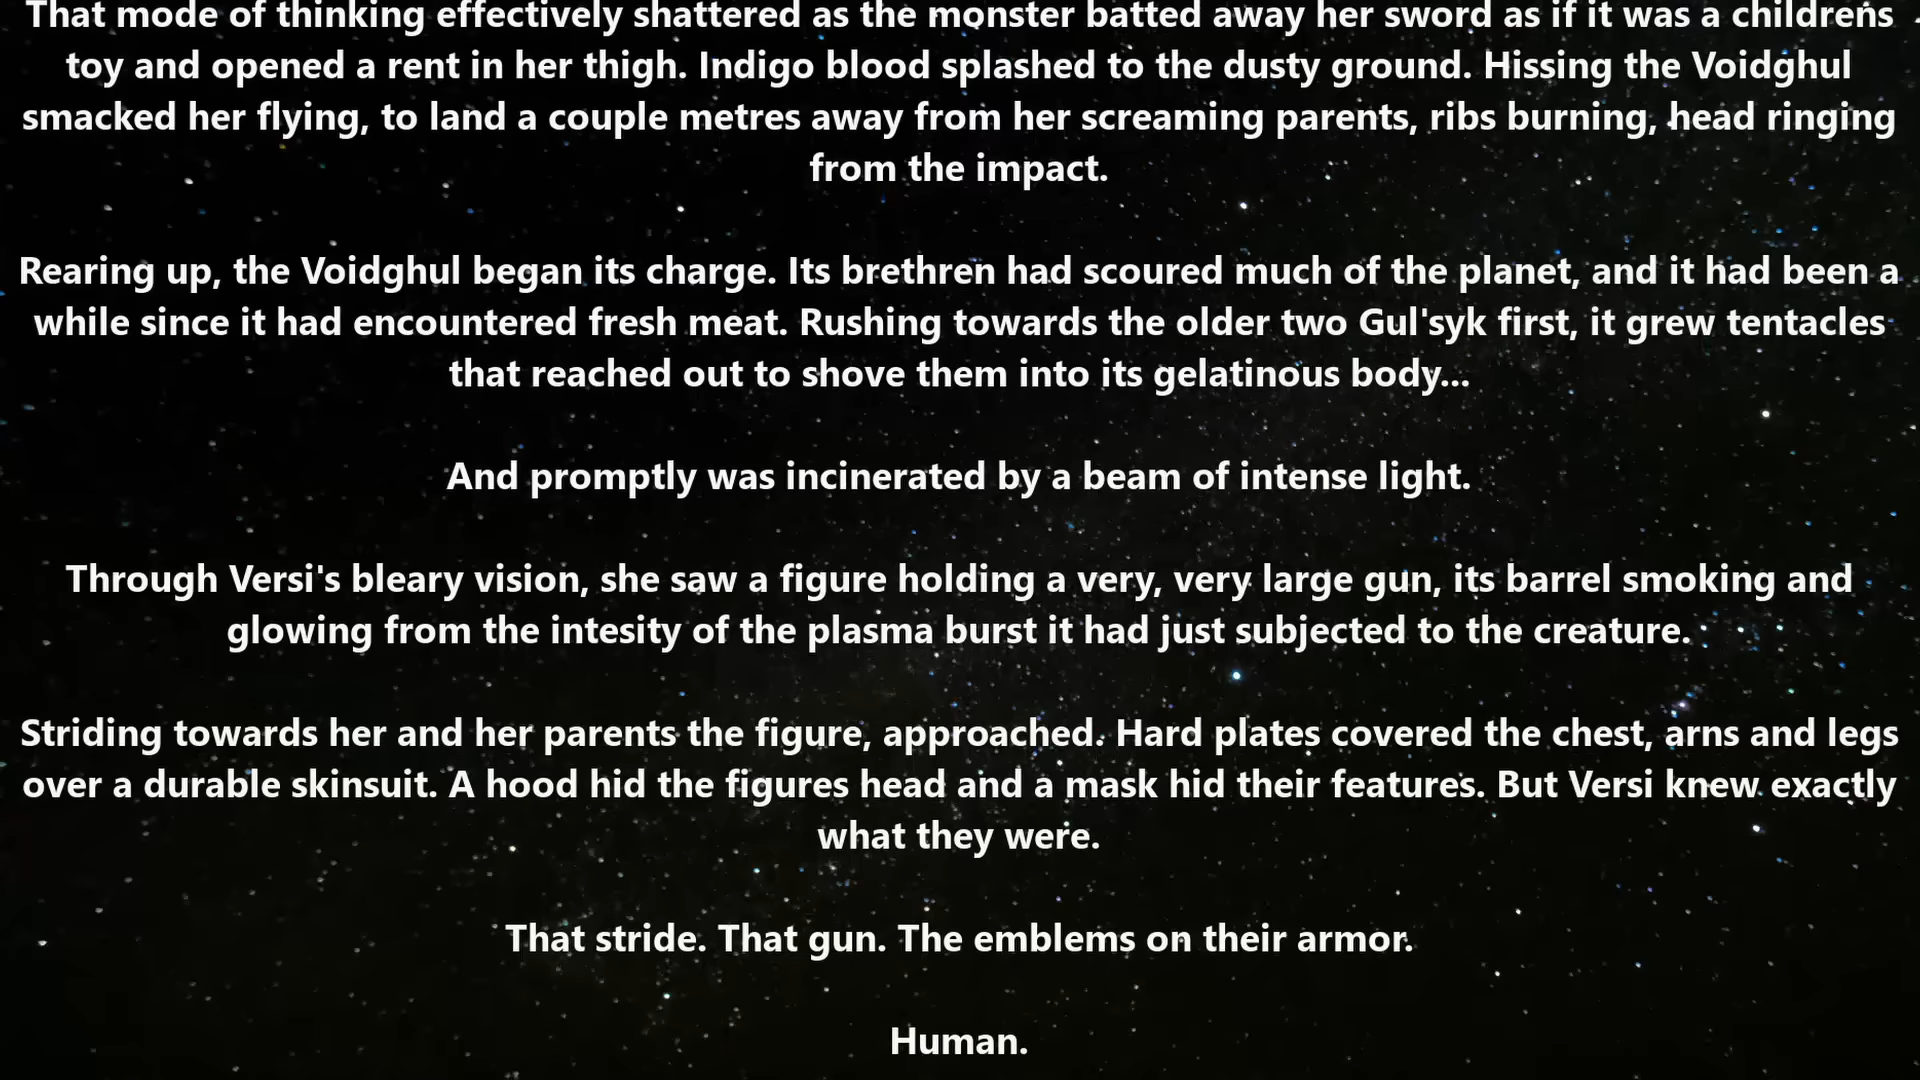 That mode of thinking effectively shattered as the monster batted away her sword as if it was a childrens
toy and opened a rent in her thigh. Indigo blood splashed to the dusty ground. Hissing the Voidghul
smacked her flying, to land a couple metres away from her screaming parents, ribs burning, head ringing
from the impact.
Rearing up, the Voidghul began its charge. Its brethren had scoured much of the planet, and it had been a
while since it had encountered fresh meat. Rushing towards the older two Gul'syk first, it grew tentacles
that reached out to shove them into its gelatinous body...
And promptly was incinerated by a beam of intense light.
Through Versi's bleary vision, she saw a figure holding a very, very large gun, its barrel smoking and
glowing from the intesity of the plasma burst it had just subjected to the creature.
Striding towards her and her parents the figure, approached. Hard plates covered the chest, arns and legs
over a durable skinsuit. A hood hid the figures head and a mask hid their features. But Versi knew exactly
what they were.
That stride. That gun. The emblems on their armor.
Human.